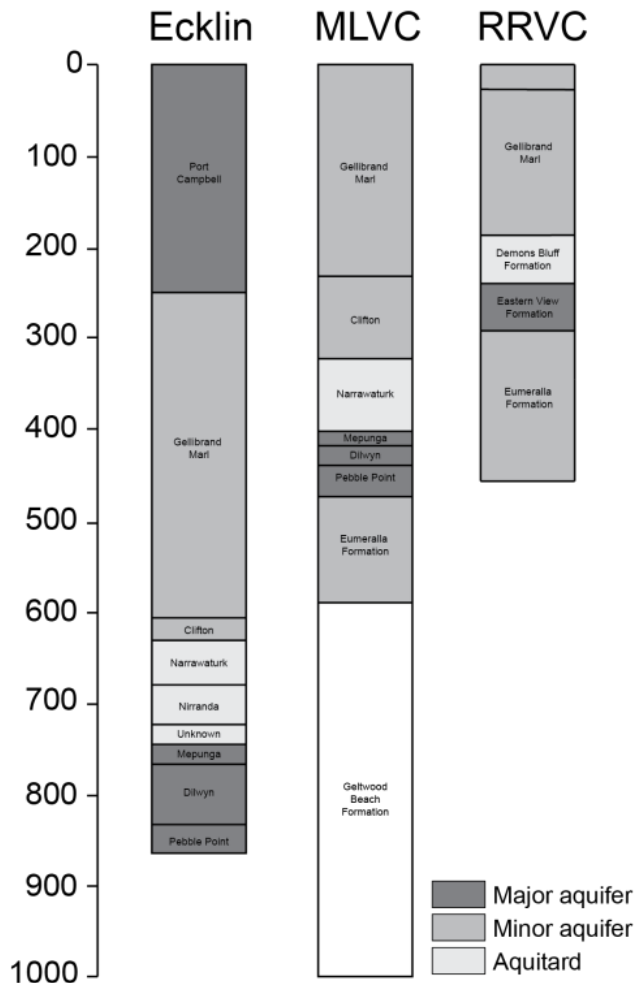 Ecklin
MLVC
RRVC
0
100
200
300
400
500
600
700
800
900
1000
Port
Campbell
Gellibrand
Marl
Clifton
Narrawaturk
Nirranda
Unknown
Mepunga
Dilwyn
Pebble Point
Gellibrand
Marl
Clifton
Narrawaturk
Mepunga
Dilwyn
Pebble Point
Eumeralla
Formation
Geltwood
Beach
Formation
Gellibrand
Marl
Demons Bluff
Formation
Eastern View
Formation
Eumeralla
Formation
Major aquifer
Minor aquifer
Aquitard